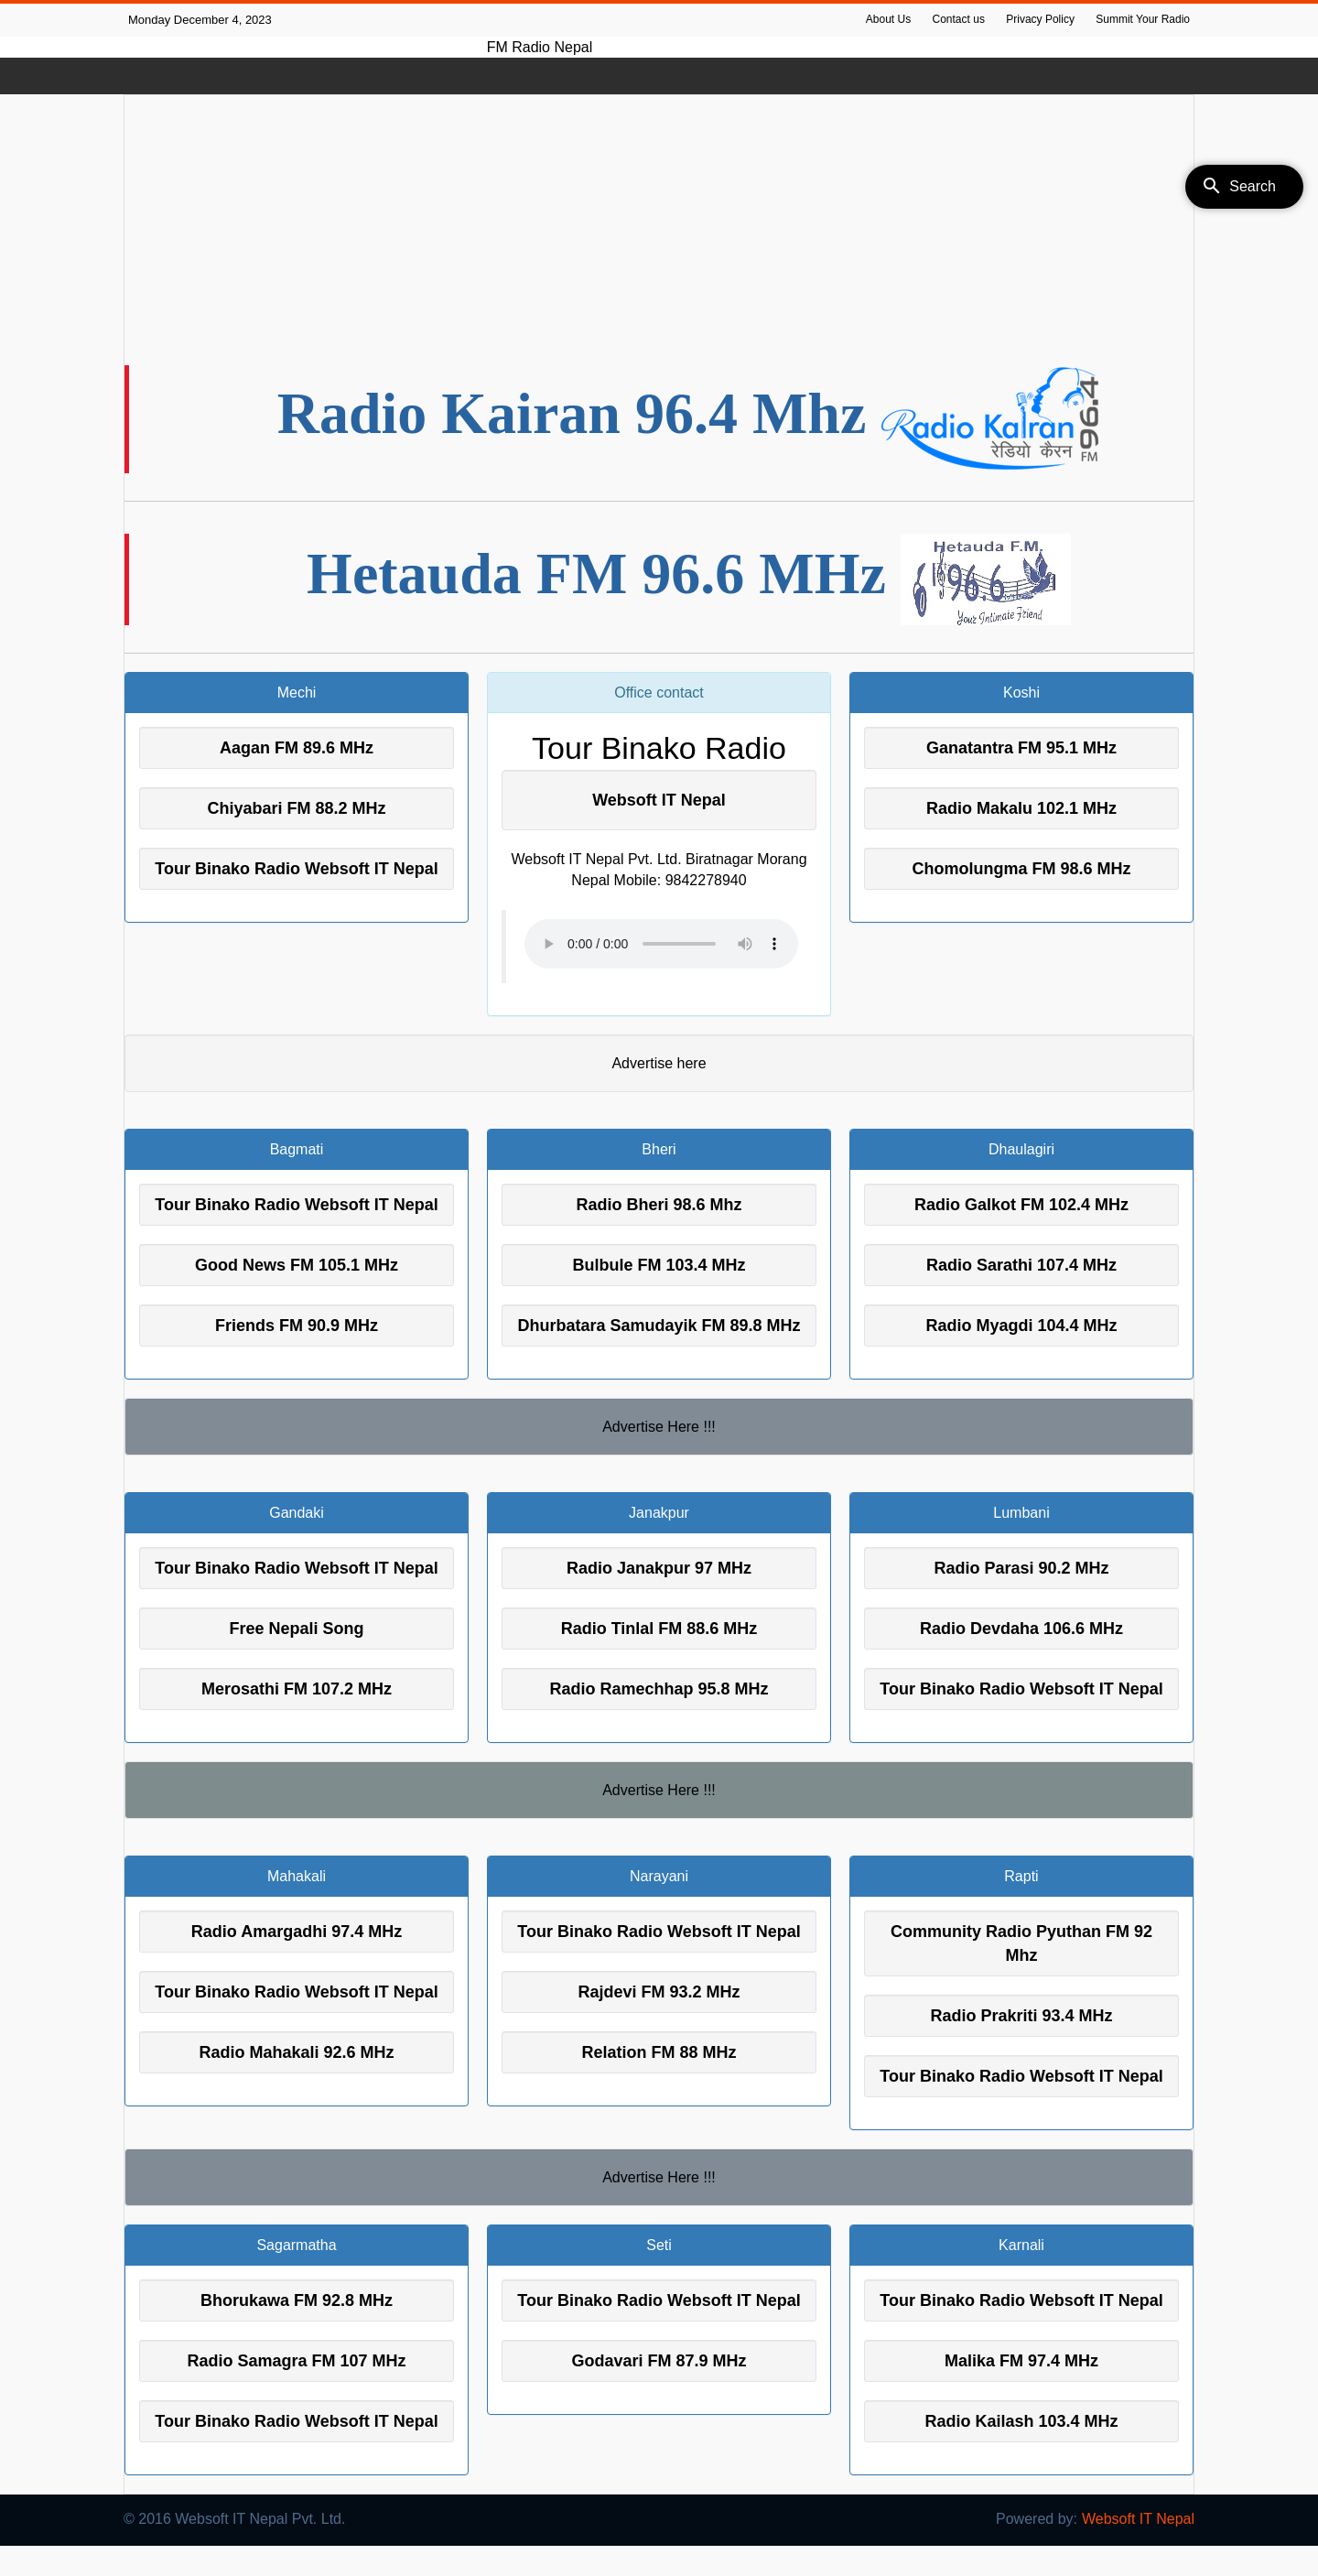 Monday December 4, 2023
About Us Contact us Privacy Policy Summit Your Radio
FM Radio Nepal
Search
Radio Kairan 96.4 Mhz
Radio Kairan
रेडियो कैरन
FM 96.4
Hetauda FM 96.6 MHz
Hetauda F.M.
96.6
Your Intimate Friend
Mechi
Aagan FM 89.6 MHz
Chiyabari FM 88.2 MHz
Tour Binako Radio Websoft IT Nepal
Office contact
Tour Binako Radio
Websoft IT Nepal
Websoft IT Nepal Pvt. Ltd. Biratnagar Morang
Nepal Mobile: 9842278940
0:00 / 0:00
Koshi
Ganatantra FM 95.1 MHz
Radio Makalu 102.1 MHz
Chomolungma FM 98.6 MHz
Advertise here
Bagmati
Tour Binako Radio Websoft IT Nepal
Good News FM 105.1 MHz
Friends FM 90.9 MHz
Bheri
Radio Bheri 98.6 Mhz
Bulbule FM 103.4 MHz
Dhurbatara Samudayik FM 89.8 MHz
Dhaulagiri
Radio Galkot FM 102.4 MHz
Radio Sarathi 107.4 MHz
Radio Myagdi 104.4 MHz
Advertise Here !!!
Gandaki
Tour Binako Radio Websoft IT Nepal
Free Nepali Song
Merosathi FM 107.2 MHz
Janakpur
Radio Janakpur 97 MHz
Radio Tinlal FM 88.6 MHz
Radio Ramechhap 95.8 MHz
Lumbani
Radio Parasi 90.2 MHz
Radio Devdaha 106.6 MHz
Tour Binako Radio Websoft IT Nepal
Advertise Here !!!
Mahakali
Radio Amargadhi 97.4 MHz
Tour Binako Radio Websoft IT Nepal
Radio Mahakali 92.6 MHz
Narayani
Tour Binako Radio Websoft IT Nepal
Rajdevi FM 93.2 MHz
Relation FM 88 MHz
Rapti
Community Radio Pyuthan FM 92
Mhz
Radio Prakriti 93.4 MHz
Tour Binako Radio Websoft IT Nepal
Advertise Here !!!
Sagarmatha
Bhorukawa FM 92.8 MHz
Radio Samagra FM 107 MHz
Tour Binako Radio Websoft IT Nepal
Seti
Tour Binako Radio Websoft IT Nepal
Godavari FM 87.9 MHz
Karnali
Tour Binako Radio Websoft IT Nepal
Malika FM 97.4 MHz
Radio Kailash 103.4 MHz
© 2016 Websoft IT Nepal Pvt. Ltd.
Powered by: Websoft IT Nepal